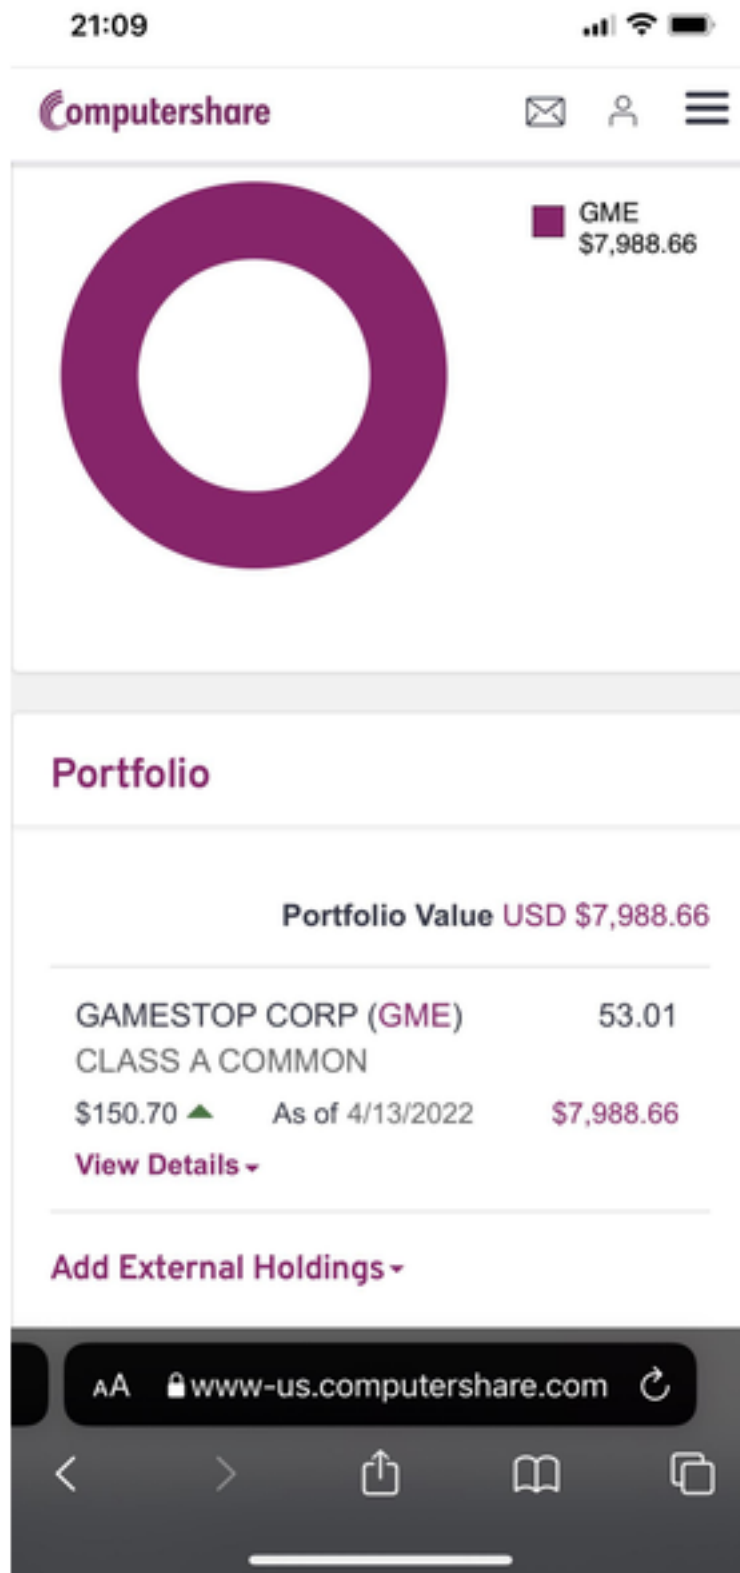 21:09
Computershare
GME
$7,988.66
Portfolio
Portfolio Value USD $7,988.66
GAMESTOP CORP (GME) 53.01
CLASS A COMMON
$150.70 As of 4/13/2022 $7,988.66
View Details
Add External Holdings
AA www-us.computershare.com